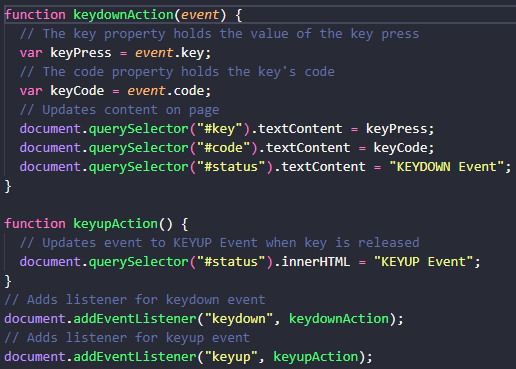 function keydownAction(event) {
  // The key property holds the value of the key press
  var keyPress = event.key;
  // The code property holds the key's code
  var keyCode = event.code;
  // Updates content on page
  document.querySelector("#key").textContent = keyPress;
  document.querySelector("#code").textContent = keyCode;
  document.querySelector("#status").textContent = "KEYDOWN Event";
}

function keyupAction() {
  // Updates event to KEYUP Event when key is released
  document.querySelector("#status").innerHTML = "KEYUP Event";
}
// Adds listener for keydown event
document.addEventListener("keydown", keydownAction);
// Adds listener for keyup event
document.addEventListener("keyup", keyupAction);